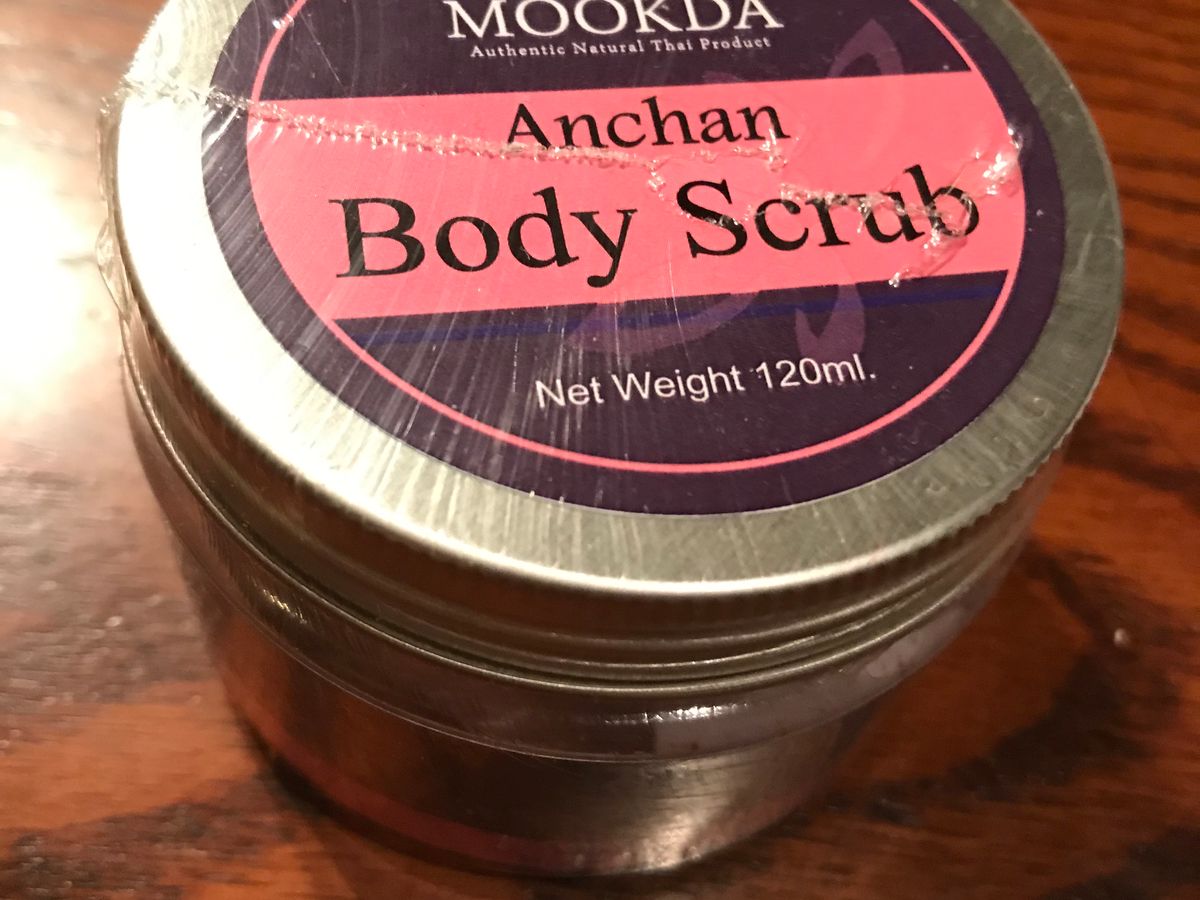 MOOKDA
Authentic Natural Thai Product
Anchan
Body Scrub
Net Weight 120ml.